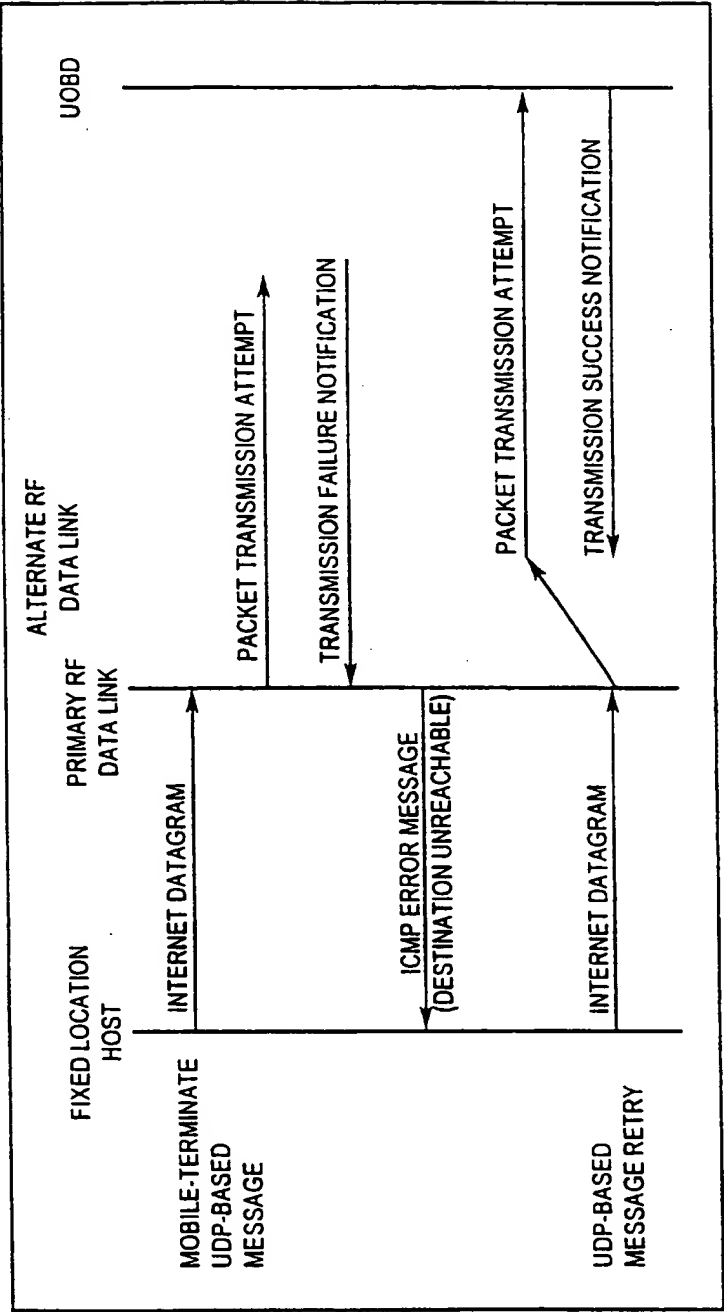 FIXED LOCATION
HOST
PRIMARY RF
DATA LINK
ALTERNATE RF
DATA LINK
UOBD
MOBILE-TERMINATE
UDP-BASED
MESSAGE
INTERNET DATAGRAM
PACKET TRANSMISSION ATTEMPT
TRANSMISSION FAILURE NOTIFICATION
ICMP ERROR MESSAGE
(DESTINATION UNREACHABLE)
PACKET TRANSMISSION ATTEMPT
UDP-BASED
MESSAGE RETRY
INTERNET DATAGRAM
TRANSMISSION SUCCESS NOTIFICATION